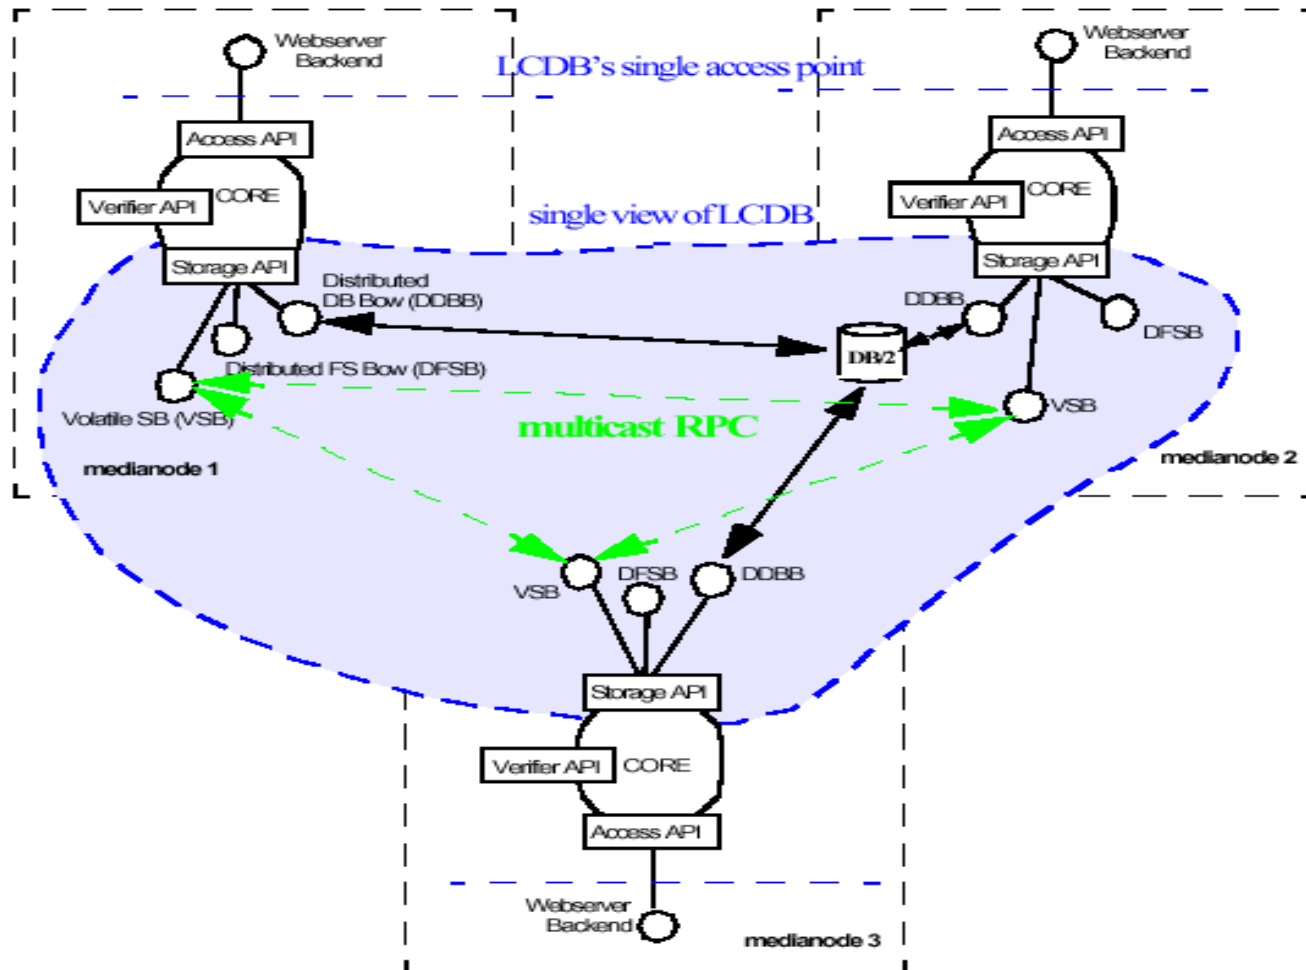 Webserver
Backend
LCDB's single access point
Webserver
Backend
Access API
Access API
Verifier API
CORE
Verifier API
CORE
single view of LCDB
Storage API
Storage API
Distributed
DB Bow (DDBB)
DDBB
DFSB
DB/2
Distributed FS Bow (DFSB)
Volatile SB (VSB)
VSB
multicast RPC
medianode 1
medianode 2
VSB
DFSB
DDBB
Storage API
Verifier API
CORE
Access API
Webserver
Backend
medianode 3